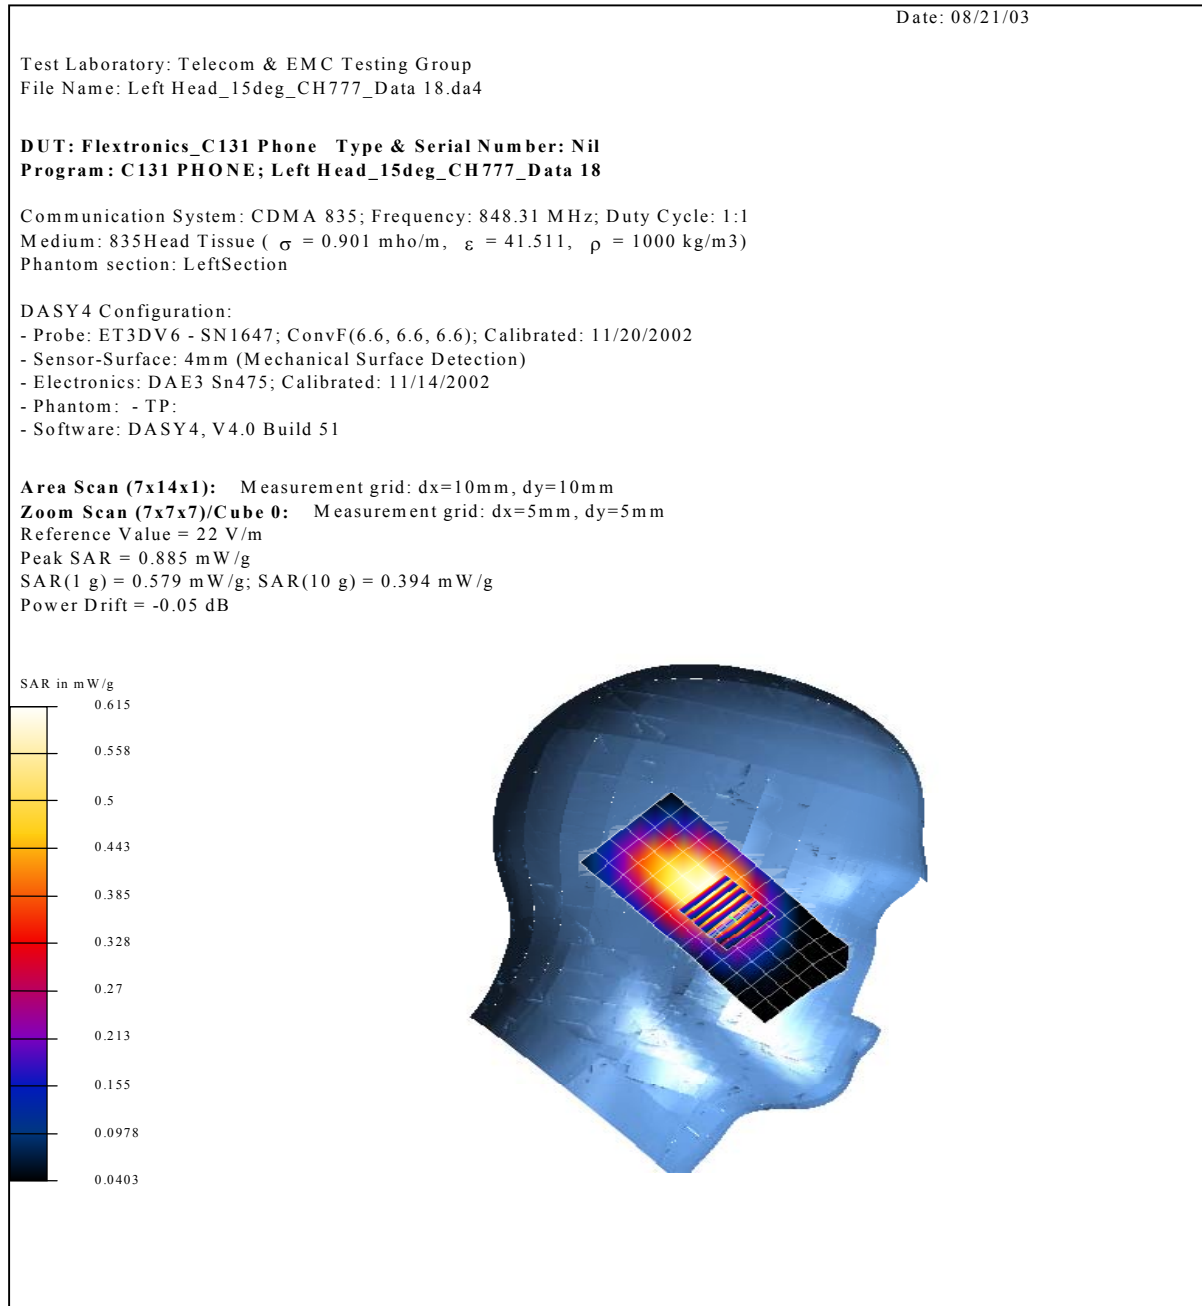 Date: 08/21/03
Test Laboratory: Telecom & EMC Testing Group
File Name: Left Head_15deg_CH777_Data 18.da4
DUT: Flextronics_C131 Phone   Type & Serial Number: Nil
Program: C131 PHONE; Left Head_15deg_CH777_Data 18
Communication System: CDMA 835; Frequency: 848.31 MHz; Duty Cycle: 1:1
Medium: 835Head Tissue ( σ = 0.901 mho/m, ε = 41.511, ρ = 1000 kg/m3)
Phantom section: LeftSection
DASY4 Configuration:
- Probe: ET3DV6 - SN1647; ConvF(6.6, 6.6, 6.6); Calibrated: 11/20/2002
- Sensor-Surface: 4mm (Mechanical Surface Detection)
- Electronics: DAE3 Sn475; Calibrated: 11/14/2002
- Phantom: - TP:
- Software: DASY4, V4.0 Build 51
Area Scan (7x14x1): Measurement grid: dx=10mm, dy=10mm
Zoom Scan (7x7x7)/Cube 0: Measurement grid: dx=5mm, dy=5mm
Reference Value = 22 V/m
Peak SAR = 0.885 mW/g
SAR(1 g) = 0.579 mW/g; SAR(10 g) = 0.394 mW/g
Power Drift = -0.05 dB
SAR in mW/g
0.615
0.558
0.5
0.443
0.385
0.328
0.27
0.213
0.155
0.0978
0.0403